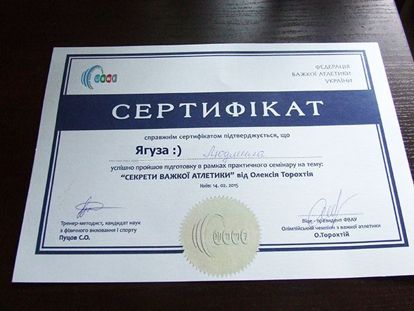 ФЕДЕРАЦІЯ
ВАЖКОЇ АТЛЕТИКИ
УКРАЇНИ
СЕРТИФІКАТ
справжнім сертифікатом підтверджується, що
Ягуза :) Людмила
успішно пройшов підготовку в рамках практичного семінару на тему:
"СЕКРЕТИ ВАЖКОЇ АТЛЕТИКИ" від Олексія Торохтія
Київ: 14. 02. 2015
Тренер-методист, кандидат наук
з фізичного виховання і спорту
Пуцов С.О.
Віце - президент ФВАУ
Олімпійський чемпіон з важкої атлетики
О.Торохтій